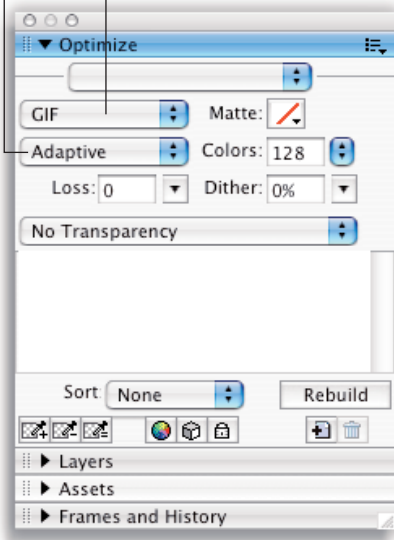 Optimize
GIF Matte:
Adaptive Colors: 128
Loss: 0 Dither: 0%
No Transparency
Sort: None Rebuild
Layers
Assets
Frames and History